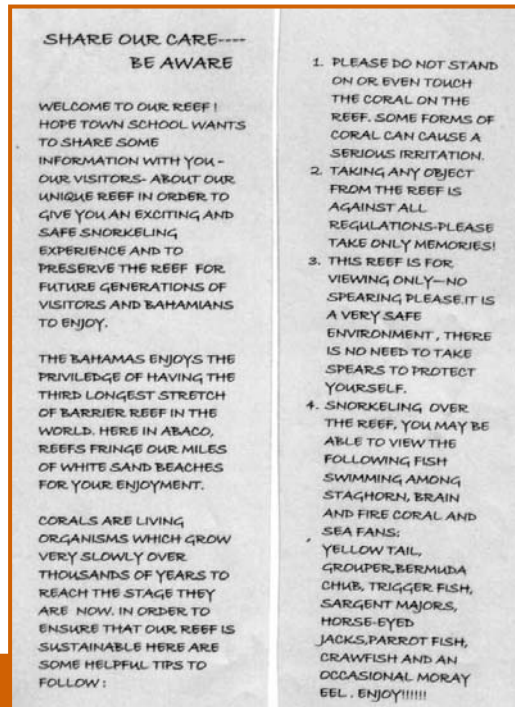 SHARE OUR CARE----
BE AWARE
WELCOME TO OUR REEF!
HOPE TOWN SCHOOL WANTS
TO SHARE SOME
INFORMATION WITH YOU -
OUR VISITORS- ABOUT OUR
UNIQUE REEF IN ORDER TO
GIVE YOU AN EXCITING AND
SAFE SNORKELING
EXPERIENCE AND TO
PRESERVE THE REEF FOR
FUTURE GENERATIONS OF
VISITORS AND BAHAMIANS
TO ENJOY.
THE BAHAMAS ENJOYS THE
PRIVILEDGE OF HAVING THE
THIRD LONGEST STRETCH
OF BARRIER REEF IN THE
WORLD. HERE IN ABACO,
REEFS FRINGE OUR MILES
OF WHITE SAND BEACHES
FOR YOUR ENJOYMENT.
CORALS ARE LIVING
ORGANISMS WHICH GROW
VERY SLOWLY OVER
THOUSANDS OF YEARS TO
REACH THE STAGE THEY
ARE NOW. IN ORDER TO
ENSURE THAT OUR REEF IS
SUSTAINABLE HERE ARE
SOME HELPFUL TIPS TO
FOLLOW:
1. PLEASE DO NOT STAND
ON OR EVEN TOUCH
THE CORAL ON THE
REEF. SOME FORMS OF
CORAL CAN CAUSE A
SERIOUS IRRITATION.
2. TAKING ANY OBJECT
FROM THE REEF IS
AGAINST ALL
REGULATIONS-PLEASE
TAKE ONLY MEMORIES!
3. THIS REEF IS FOR
VIEWING ONLY—NO
SPEARING PLEASE.IT IS
A VERY SAFE
ENVIRONMENT, THERE
IS NO NEED TO TAKE
SPEARS TO PROTECT
YOURSELF.
4. SNORKELING OVER
THE REEF, YOU MAY BE
ABLE TO VIEW THE
FOLLOWING FISH
SWIMMING AMONG
STAGHORN, BRAIN
AND FIRE CORAL AND
SEA FANS:
YELLOW TAIL,
GROUPER,BERMUDA
CHUB, TRIGGER FISH,
SARGENT MAJORS,
HORSE-EYED
JACKS,PARROT FISH,
CRAWFISH AND AN
OCCASIONAL MORAY
EEL. ENJOY!!!!!!